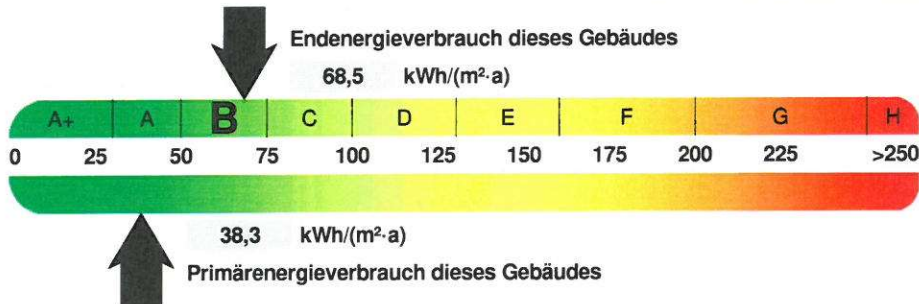 Endenergieverbrauch dieses Gebäudes
68,5 kWh/(m²·a)
A+ A B C D E F G H
0 25 50 75 100 125 150 175 200 225 >250
38,3 kWh/(m²·a)
Primärenergieverbrauch dieses Gebäudes